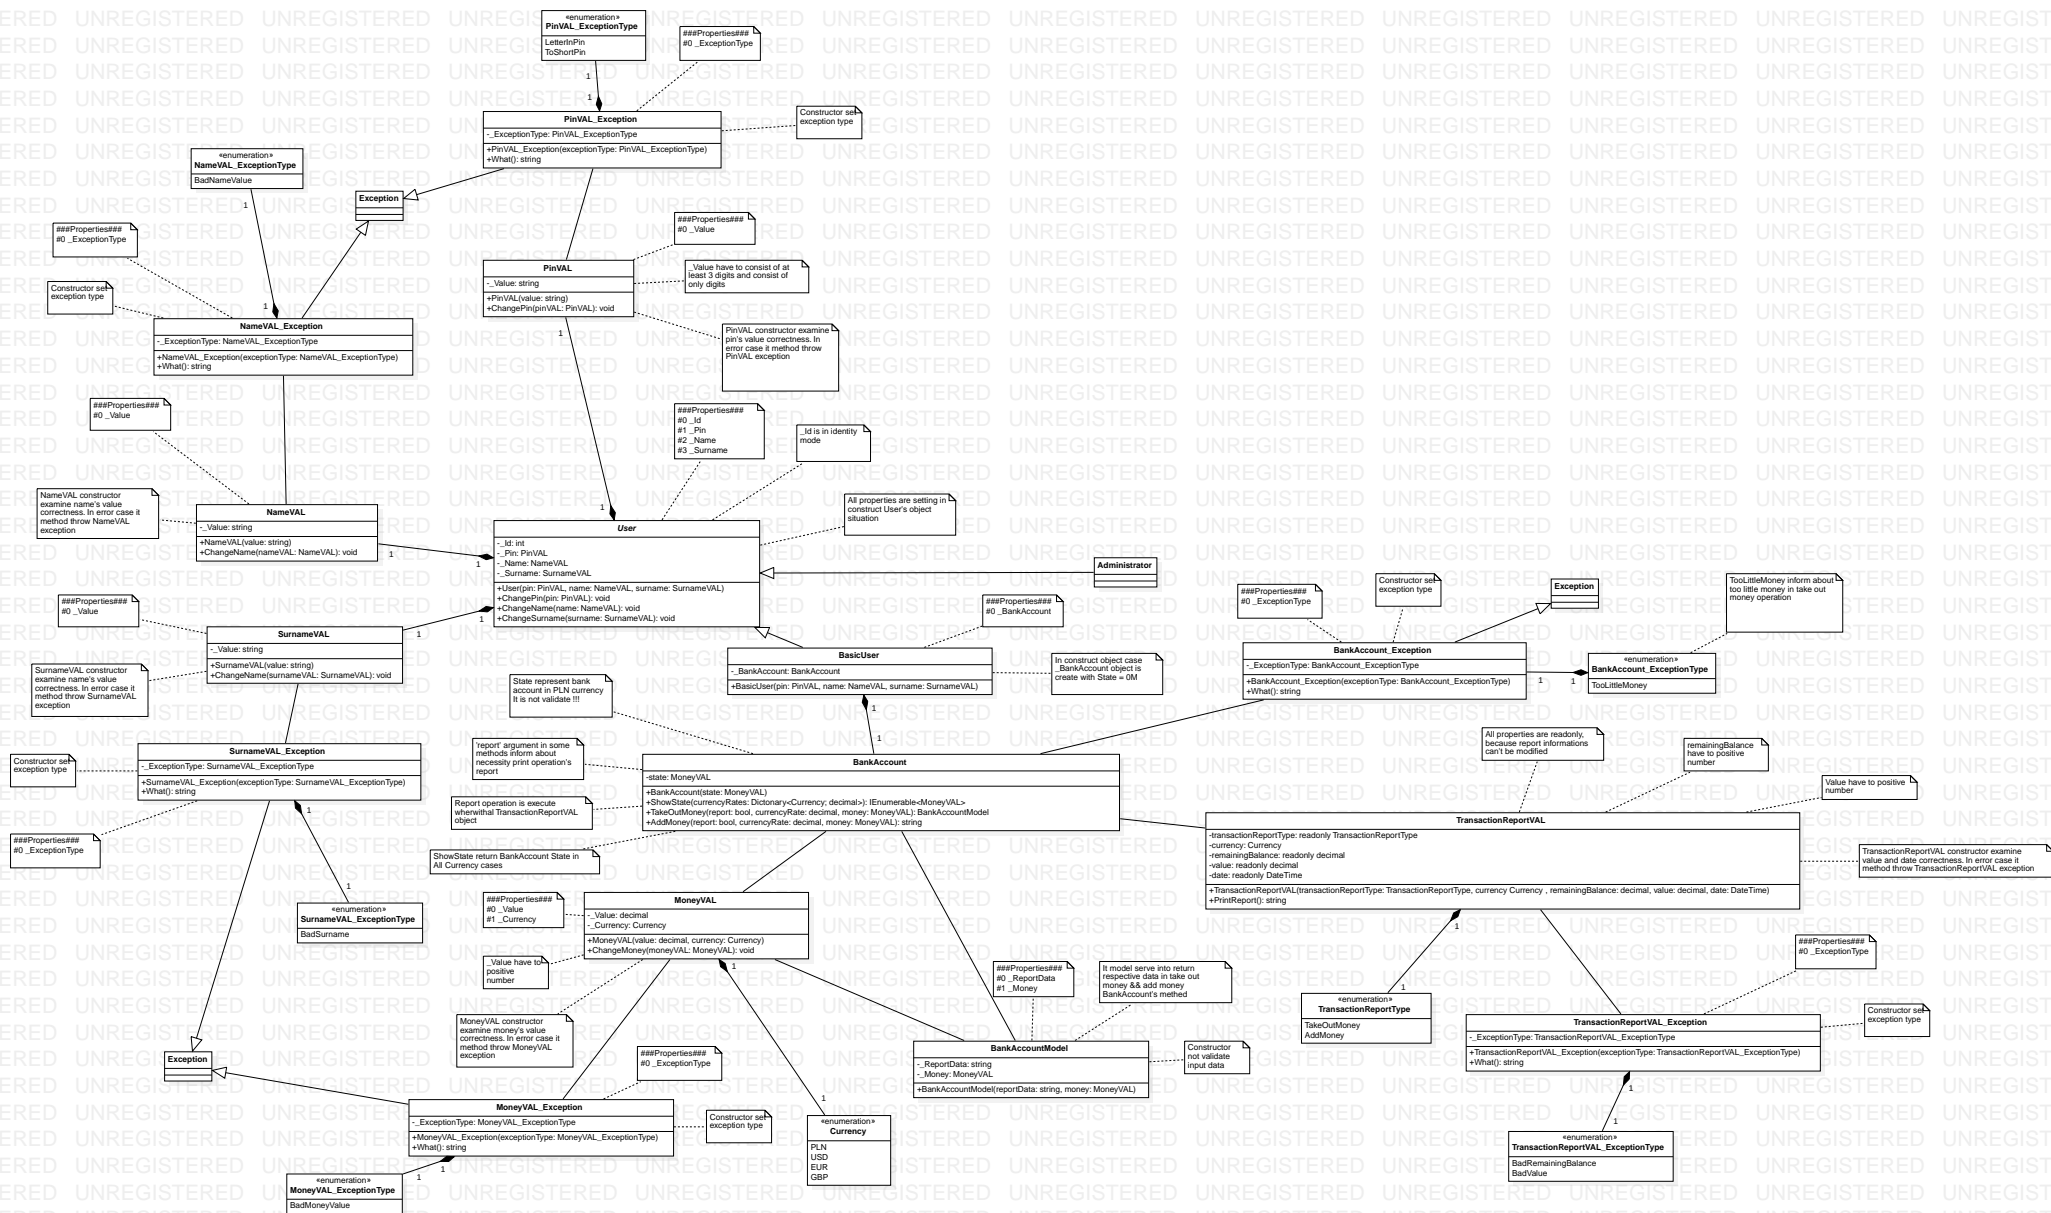 «enumeration»
PinVAL_ExceptionType
LetterInPin
ToShortPin
###Properties###
#0 _ExceptionType
1
1
PinVAL_Exception
-_ExceptionType: PinVAL_ExceptionType
+PinVAL_Exception(exceptionType: PinVAL_ExceptionType)
+What(): string
Constructor set
exception type
«enumeration»
NameVAL_ExceptionType
BadNameValue
1
Exception
###Properties###
#0 _ExceptionType
Constructor set
exception type
1
NameVAL_Exception
-_ExceptionType: NameVAL_ExceptionType
+NameVAL_Exception(exceptionType: NameVAL_ExceptionType)
+What(): string
###Properties###
#0 _Value
PinVAL
-_Value: string
+PinVAL(value: string)
+ChangePin(pinVAL: PinVAL): void
_Value have to consist of at
least 3 digits and consist of
only digits
PinVAL constructor examine
pin's value correctness. In
error case it method throw
PinVAL exception
1
###Properties###
#0 _Value
NameVAL constructor
examine name's value
correctness. In error case it
method throw NameVAL
exception
NameVAL
-_Value: string
+NameVAL(value: string)
+ChangeName(nameVAL: NameVAL): void
###Properties###
#0 _Id
#1 _Pin
#2 _Name
#3 _Surname
_Id is in identity
mode
All properties are setting in
construct User's object
situation
1
1
1
User
-_Id: int
-_Pin: PinVAL
-_Name: NameVAL
-_Surname: SurnameVAL
+User(pin: PinVAL, name: NameVAL, surname: SurnameVAL)
+ChangePin(pin: PinVAL): void
+ChangeName(name: NameVAL): void
+ChangeSurname(surname: SurnameVAL): void
1
1
Administrator
###Properties###
#0 _Value
SurnameVAL
-_Value: string
+SurnameVAL(value: string)
+ChangeName(surnameVAL: SurnameVAL): void
SurnameVAL constructor
examine name's value
correctness. In error case it
method throw SurnameVAL
exception
###Properties###
#0 _BankAccount
BasicUser
-_BankAccount: BankAccount
+BasicUser(pin: PinVAL, name: NameVAL, surname: SurnameVAL)
In construct object case
_BankAccount object is
create with State = 0M
1
1
###Properties###
#0 _ExceptionType
Constructor set
exception type
Exception
TooLittleMoney inform about
too little money in take out
money operation
BankAccount_Exception
-_ExceptionType: BankAccount_ExceptionType
+BankAccount_Exception(exceptionType: BankAccount_ExceptionType)
+What(): string
1
1
«enumeration»
BankAccount_ExceptionType
TooLittleMoney
State represent bank
account in PLN currency
It is not validate !!!
'report' argument in some
methods inform about
necessity print operation's
report
Report operation is execute
wherwithal TransactionReportVAL
object
ShowState return BankAccount State in
All Currency cases
BankAccount
-state: MoneyVAL
+BankAccount(state: MoneyVAL)
+ShowState(currencyRates: Dictonary<Currency; decimal>): IEnumerable<MoneyVAL>
+TakeOutMoney(report: bool, currencyRate: decimal, money: MoneyVAL): BankAccountModel
+AddMoney(report: bool, currencyRate: decimal, money: MoneyVAL): string
SurnameVAL_Exception
-_ExceptionType: SurnameVAL_ExceptionType
+SurnameVAL_Exception(exceptionType: SurnameVAL_ExceptionType)
+What(): string
Constructor set
exception type
###Properties###
#0 _ExceptionType
1
1
«enumeration»
SurnameVAL_ExceptionType
BadSurname
All properties are readonly,
because report informations
can't be modified
remainingBalance
have to positive
number
Value have to positive
number
TransactionReportVAL
-transactionReportType: readonly TransactionReportType
-currency: Currency
-remainingBalance: readonly decimal
-value: readonly decimal
-date: readonly DateTime
+TransactionReportVAL(transactionReportType: TransactionReportType, currency Currency , remainingBalance: decimal, value: decimal, date: DateTime)
+PrintReport(): string
TransactionReportVAL constructor examine
value and date correctness. In error case it
method throw TransactionReportVAL exception
1
1
###Properties###
#0 _Value
#1 _Currency
MoneyVAL
-_Value: decimal
-_Currency: Currency
+MoneyVAL(value: decimal, currency: Currency)
+ChangeMoney(moneyVAL: MoneyVAL): void
_Value have to
positive
number
MoneyVAL constructor
examine money's value
correctness. In error case it
method throw MoneyVAL
exception
1
###Properties###
#0 _ReportData
#1 _Money
It model serve into return
respective data in take out
money && add money
BankAccount's methed
BankAccountModel
-_ReportData: string
-_Money: MoneyVAL
+BankAccountModel(reportData: string, money: MoneyVAL)
Constructor
not validate
input data
«enumeration»
TransactionReportType
TakeOutMoney
AddMoney
###Properties###
#0 _ExceptionType
Constructor set
exception type
TransactionReportVAL_Exception
-_ExceptionType: TransactionReportVAL_ExceptionType
+TransactionReportVAL_Exception(exceptionType: TransactionReportVAL_ExceptionType)
+What(): string
1
1
«enumeration»
TransactionReportVAL_ExceptionType
BadRemainingBalance
BadValue
Exception
###Properties###
#0 _ExceptionType
MoneyVAL_Exception
-_ExceptionType: MoneyVAL_ExceptionType
+MoneyVAL_Exception(exceptionType: MoneyVAL_ExceptionType)
+What(): string
Constructor set
exception type
1
1
«enumeration»
MoneyVAL_ExceptionType
BadMoneyValue
1
«enumeration»
Currency
PLN
USD
EUR
GBP